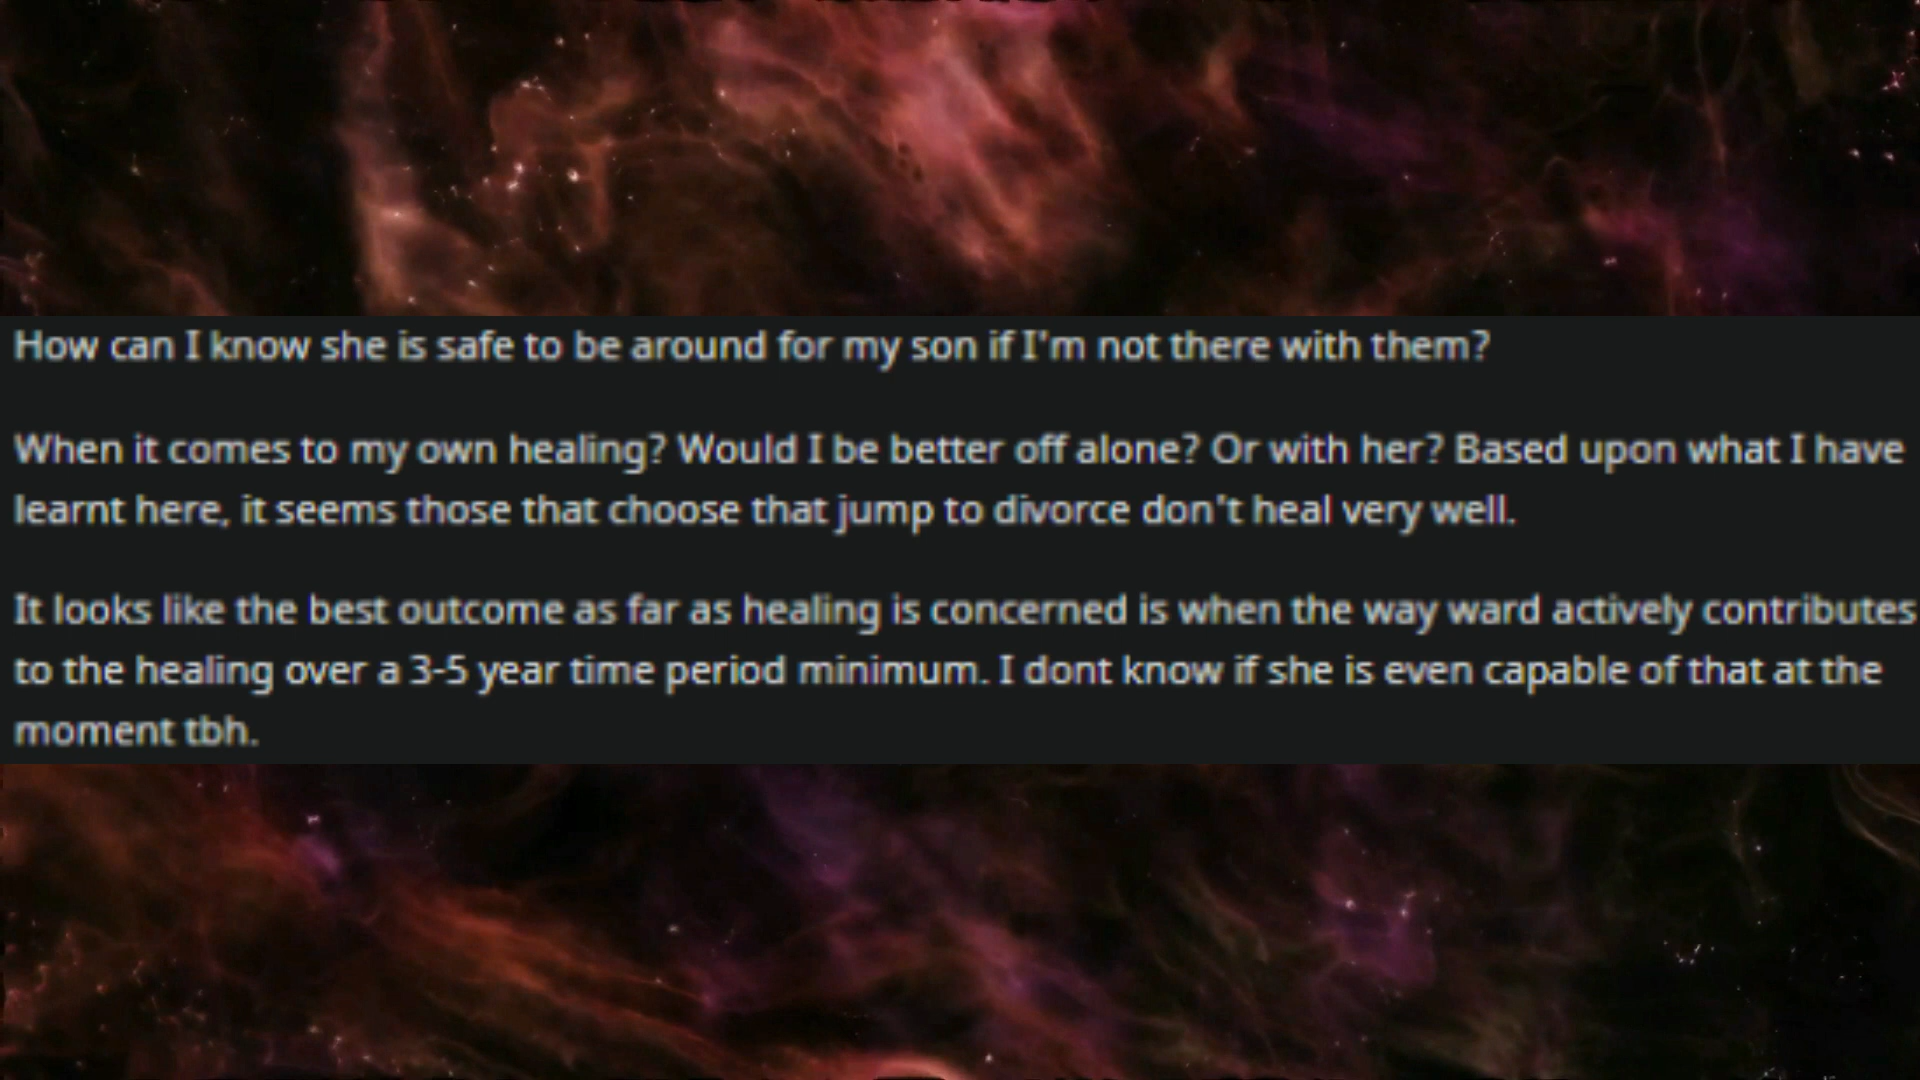 How can I know she is safe to be around for my son if I'm not there with them?
When it comes to my own healing? Would I be better off alone? Or with her? Based upon what I have
learnt here, it seems those that choose that jump to divorce don't heal very well.
It looks like the best outcome as far as healing is concerned is when the way ward actively contributes
to the healing over a 3-5 year time period minimum. I dont know if she is even capable of that at the
moment tbh.